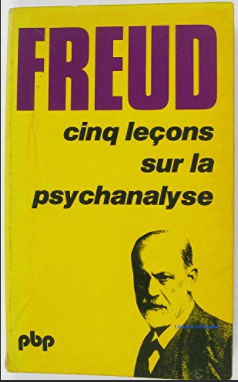 FREUD
cinq leçons
sur la
psychanalyse
pbp